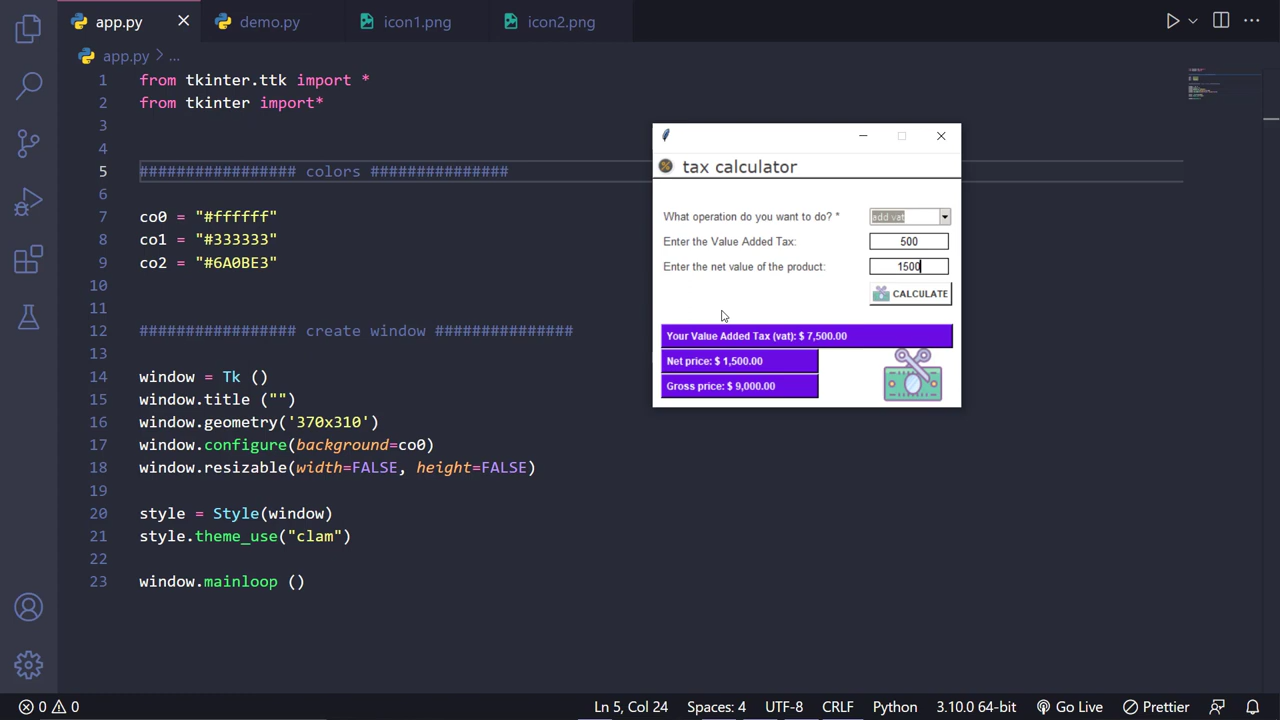 app.py demo.py icon1.png icon2.png
app.py ...
1 from tkinter.ttk import *
2 from tkinter import*
3
4
5 ################# colors ###############
6
7 co0 = "#ffffff"
8 co1 = "#333333"
9 co2 = "#6A0BE3"
10
11
12 ################# create window ###############
13
14 window = Tk ()
15 window.title ("")
16 window.geometry('370x310')
17 window.configure(background=co0)
18 window.resizable(width=FALSE, height=FALSE)
19
20 style = Style(window)
21 style.theme_use("clam")
22
23 window.mainloop ()
tax calculator
What operation do you want to do? * add vat
Enter the Value Added Tax: 500
Enter the net value of the product: 1500
CALCULATE
Your Value Added Tax (vat): $ 7,500.00
Net price: $ 1,500.00
Gross price: $ 9,000.00
0 0 Ln 5, Col 24 Spaces: 4 UTF-8 CRLF Python 3.10.0 64-bit Go Live Prettier